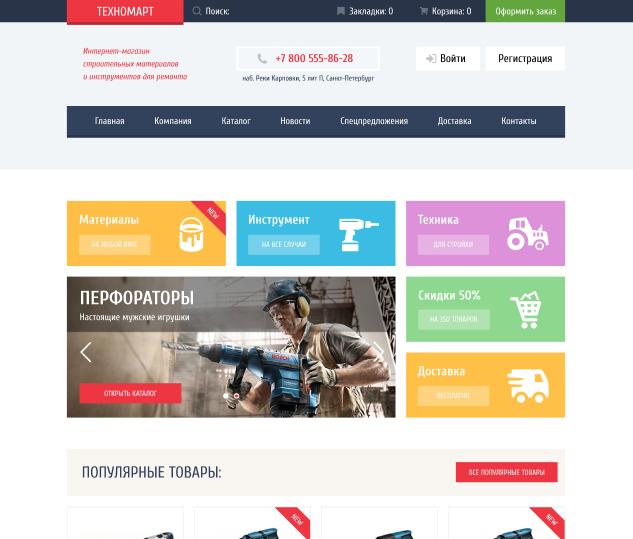 ТЕХНОМАРТ
Поиск:
Закладки: 0
Корзина: 0
Оформить заказ
Интернет-магазин
строительных материалов
и инструментов для ремонта
+7 800 555-86-28
наб. Реки Карповки, 5 лит П, Санкт-Петербург
Войти
Регистрация
Главная
Компания
Каталог
Новости
Спецпредложения
Доставка
Контакты
Материалы
НА ЛЮБОЙ ВКУС
NEW
Инструмент
НА ВСЕ СЛУЧАИ
Техника
ДЛЯ СТРОЙКИ
ПЕРФОРАТОРЫ
Настоящие мужские игрушки
BOSCH
ОТКРЫТЬ КАТАЛОГ
Скидки 50%
НА 350 ТОВАРОВ
Доставка
БЕСПЛАТНО
ПОПУЛЯРНЫЕ ТОВАРЫ:
ВСЕ ПОПУЛЯРНЫЕ ТОВАРЫ
NEW
NEW